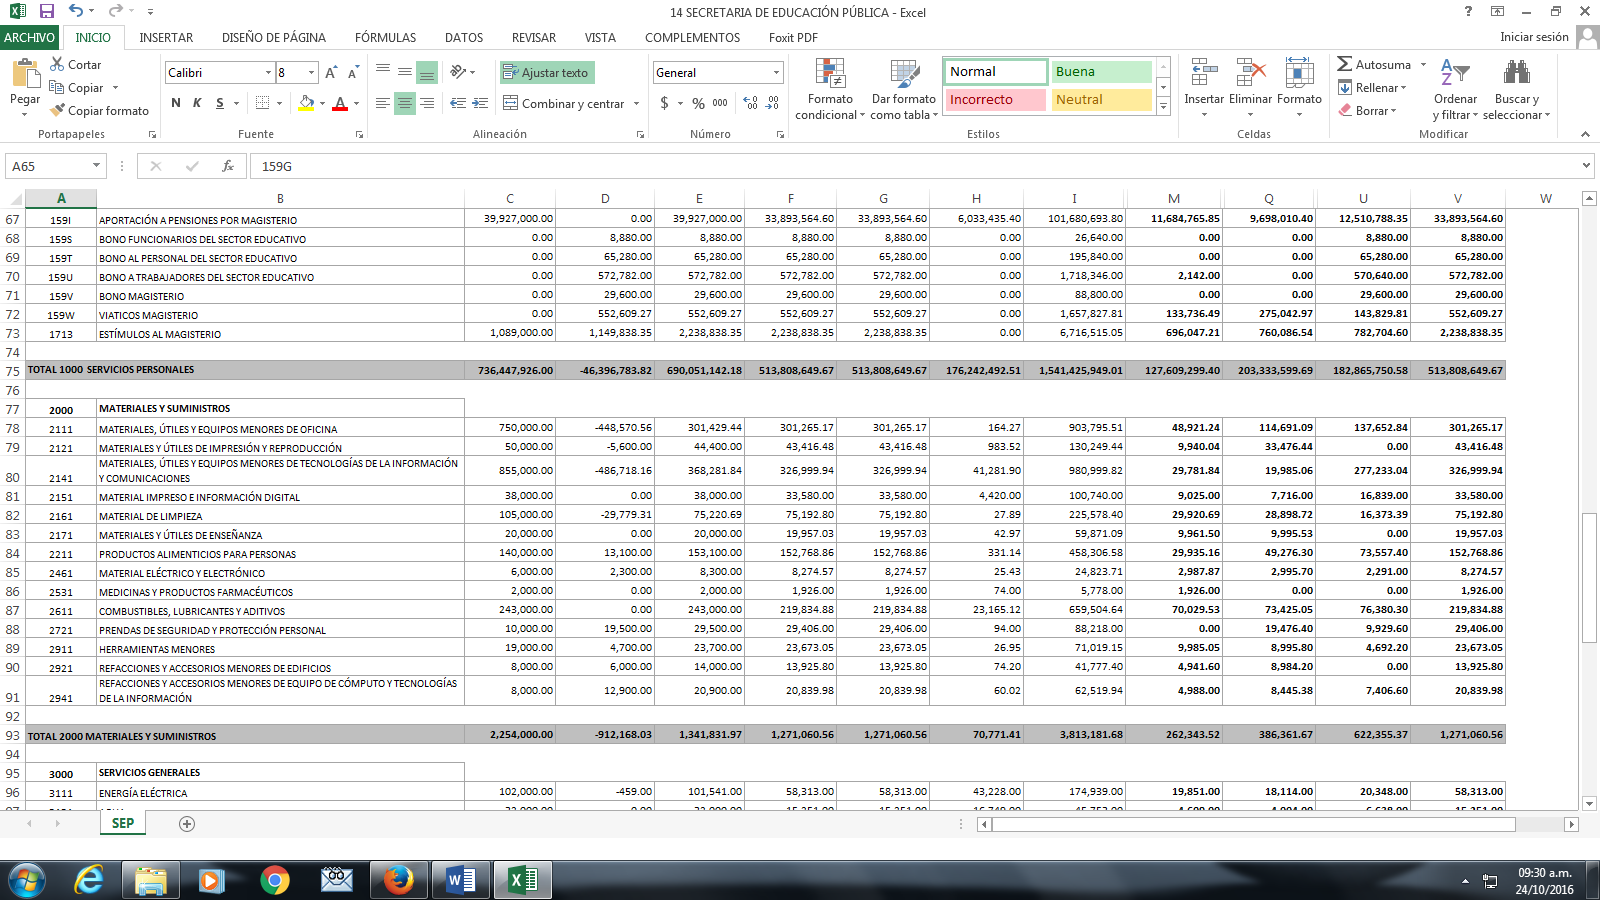 14 SECRETARIA DE EDUCACIÓN PÚBLICA - Excel
ARCHIVO INICIO INSERTAR DISEÑO DE PÁGINA FÓRMULAS DATOS REVISAR VISTA COMPLEMENTOS Foxit PDF Iniciar sesión
Pegar Cortar Copiar Copiar formato Portapapeles
Calibri 8 N K S Fuente
Ajustar texto Combinar y centrar Alineación
General $ % 000 Número
Formato condicional Dar formato como tabla Normal Buena Incorrecto Neutral Estilos
Insertar Eliminar Formato Celdas
Autosuma Rellenar Borrar Ordenar y filtrar Buscar y seleccionar Modificar
A65 fx 159G
A B C D E F G H I M Q U V W
67 159I APORTACIÓN A PENSIONES POR MAGISTERIO 39,927,000.00 0.00 39,927,000.00 33,893,564.60 33,893,564.60 6,033,435.40 101,680,693.80 11,684,765.85 9,698,010.40 12,510,788.35 33,893,564.60
68 159S BONO FUNCIONARIOS DEL SECTOR EDUCATIVO 0.00 8,880.00 8,880.00 8,880.00 8,880.00 0.00 26,640.00 0.00 0.00 8,880.00 8,880.00
69 159T BONO AL PERSONAL DEL SECTOR EDUCATIVO 0.00 65,280.00 65,280.00 65,280.00 65,280.00 0.00 195,840.00 0.00 0.00 65,280.00 65,280.00
70 159U BONO A TRABAJADORES DEL SECTOR EDUCATIVO 0.00 572,782.00 572,782.00 572,782.00 572,782.00 0.00 1,718,346.00 2,142.00 0.00 570,640.00 572,782.00
71 159V BONO MAGISTERIO 0.00 29,600.00 29,600.00 29,600.00 29,600.00 0.00 88,800.00 0.00 0.00 29,600.00 29,600.00
72 159W VIATICOS MAGISTERIO 0.00 552,609.27 552,609.27 552,609.27 552,609.27 0.00 1,657,827.81 133,736.49 275,042.97 143,829.81 552,609.27
73 1713 ESTÍMULOS AL MAGISTERIO 1,089,000.00 1,149,838.35 2,238,838.35 2,238,838.35 2,238,838.35 0.00 6,716,515.05 696,047.21 760,086.54 782,704.60 2,238,838.35
74
75 TOTAL 1000 SERVICIOS PERSONALES 736,447,926.00 -46,396,783.82 690,051,142.18 513,808,649.67 513,808,649.67 176,242,492.51 1,541,425,949.01 127,609,299.40 203,333,599.69 182,865,750.58 513,808,649.67
76
77 2000 MATERIALES Y SUMINISTROS
78 2111 MATERIALES, ÚTILES Y EQUIPOS MENORES DE OFICINA 750,000.00 -448,570.56 301,429.44 301,265.17 301,265.17 164.27 903,795.51 48,921.24 114,691.09 137,652.84 301,265.17
79 2121 MATERIALES Y ÚTILES DE IMPRESIÓN Y REPRODUCCIÓN 50,000.00 -5,600.00 44,400.00 43,416.48 43,416.48 983.52 130,249.44 9,940.04 33,476.44 0.00 43,416.48
80 2141 MATERIALES, ÚTILES Y EQUIPOS MENORES DE TECNOLOGÍAS DE LA INFORMACIÓN Y COMUNICACIONES 855,000.00 -486,718.16 368,281.84 326,999.94 326,999.94 41,281.90 980,999.82 29,781.84 19,985.06 277,233.04 326,999.94
81 2151 MATERIAL IMPRESO E INFORMACIÓN DIGITAL 38,000.00 0.00 38,000.00 33,580.00 33,580.00 4,420.00 100,740.00 9,025.00 7,716.00 16,839.00 33,580.00
82 2161 MATERIAL DE LIMPIEZA 105,000.00 -29,779.31 75,220.69 75,192.80 75,192.80 27.89 225,578.40 29,920.69 28,898.72 16,373.39 75,192.80
83 2171 MATERIALES Y ÚTILES DE ENSEÑANZA 20,000.00 0.00 20,000.00 19,957.03 19,957.03 42.97 59,871.09 9,961.50 9,995.53 0.00 19,957.03
84 2211 PRODUCTOS ALIMENTICIOS PARA PERSONAS 140,000.00 13,100.00 153,100.00 152,768.86 152,768.86 331.14 458,306.58 29,935.16 49,276.30 73,557.40 152,768.86
85 2461 MATERIAL ELÉCTRICO Y ELECTRÓNICO 6,000.00 2,300.00 8,300.00 8,274.57 8,274.57 25.43 24,823.71 2,987.87 2,995.70 2,291.00 8,274.57
86 2531 MEDICINAS Y PRODUCTOS FARMACÉUTICOS 2,000.00 0.00 2,000.00 1,926.00 1,926.00 74.00 5,778.00 1,926.00 0.00 0.00 1,926.00
87 2611 COMBUSTIBLES, LUBRICANTES Y ADITIVOS 243,000.00 0.00 243,000.00 219,834.88 219,834.88 23,165.12 659,504.64 70,029.53 73,425.05 76,380.30 219,834.88
88 2721 PRENDAS DE SEGURIDAD Y PROTECCIÓN PERSONAL 10,000.00 19,500.00 29,500.00 29,406.00 29,406.00 94.00 88,218.00 0.00 19,476.40 9,929.60 29,406.00
89 2911 HERRAMIENTAS MENORES 19,000.00 4,700.00 23,700.00 23,673.05 23,673.05 26.95 71,019.15 9,985.05 8,995.80 4,692.20 23,673.05
90 2921 REFACCIONES Y ACCESORIOS MENORES DE EDIFICIOS 8,000.00 6,000.00 14,000.00 13,925.80 13,925.80 74.20 41,777.40 4,941.60 8,984.20 0.00 13,925.80
91 2941 REFACCIONES Y ACCESORIOS MENORES DE EQUIPO DE CÓMPUTO Y TECNOLOGÍAS DE LA INFORMACIÓN 8,000.00 12,900.00 20,900.00 20,839.98 20,839.98 60.02 62,519.94 4,988.00 8,445.38 7,406.60 20,839.98
92
93 TOTAL 2000 MATERIALES Y SUMINISTROS 2,254,000.00 -912,168.03 1,341,831.97 1,271,060.56 1,271,060.56 70,771.41 3,813,181.68 262,343.52 386,361.67 622,355.37 1,271,060.56
94
95 3000 SERVICIOS GENERALES
96 3111 ENERGÍA ELÉCTRICA 102,000.00 -459.00 101,541.00 58,313.00 58,313.00 43,228.00 174,939.00 19,851.00 18,114.00 20,348.00 58,313.00
SEP
09:30 a.m.
24/10/2016